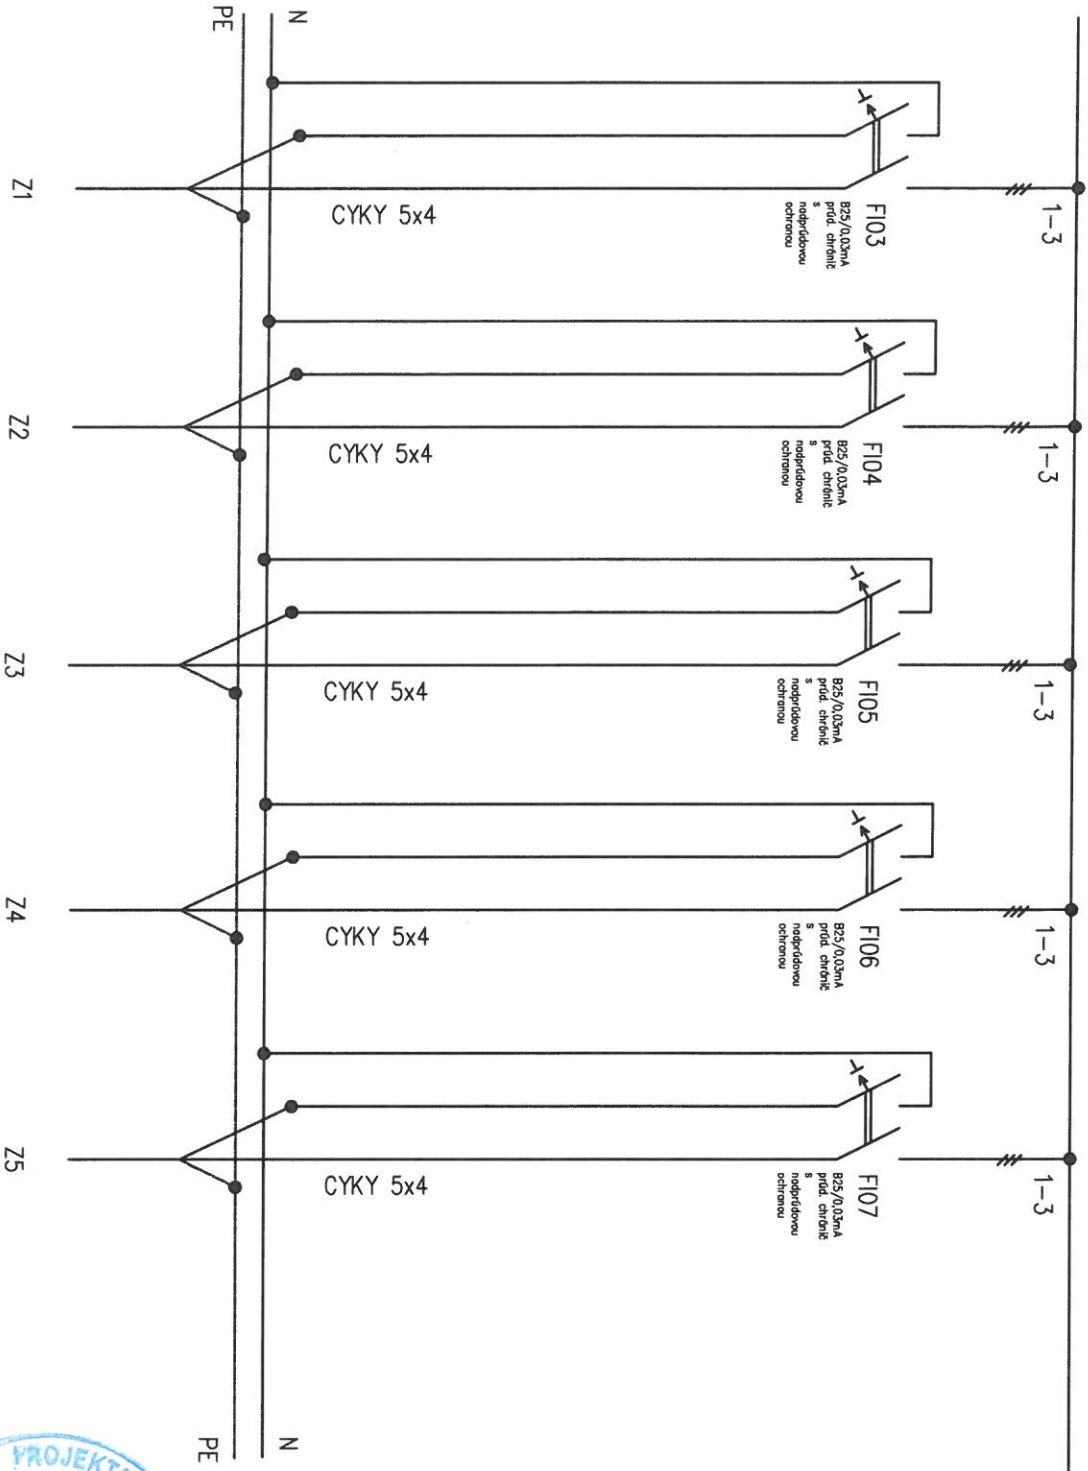 N
PE
1-3
FI03
B25/0,03mA
prúd. chránič
s
nadprúdovou
ochranou
CYKY 5x4
Z1
1-3
FI04
B25/0,03mA
prúd. chránič
s
nadprúdovou
ochranou
CYKY 5x4
Z2
1-3
FI05
B25/0,03mA
prúd. chránič
s
nadprúdovou
ochranou
CYKY 5x4
Z3
1-3
FI06
B25/0,03mA
prúd. chránič
s
nadprúdovou
ochranou
CYKY 5x4
Z4
1-3
FI07
B25/0,03mA
prúd. chránič
s
nadprúdovou
ochranou
CYKY 5x4
Z5
N
PE